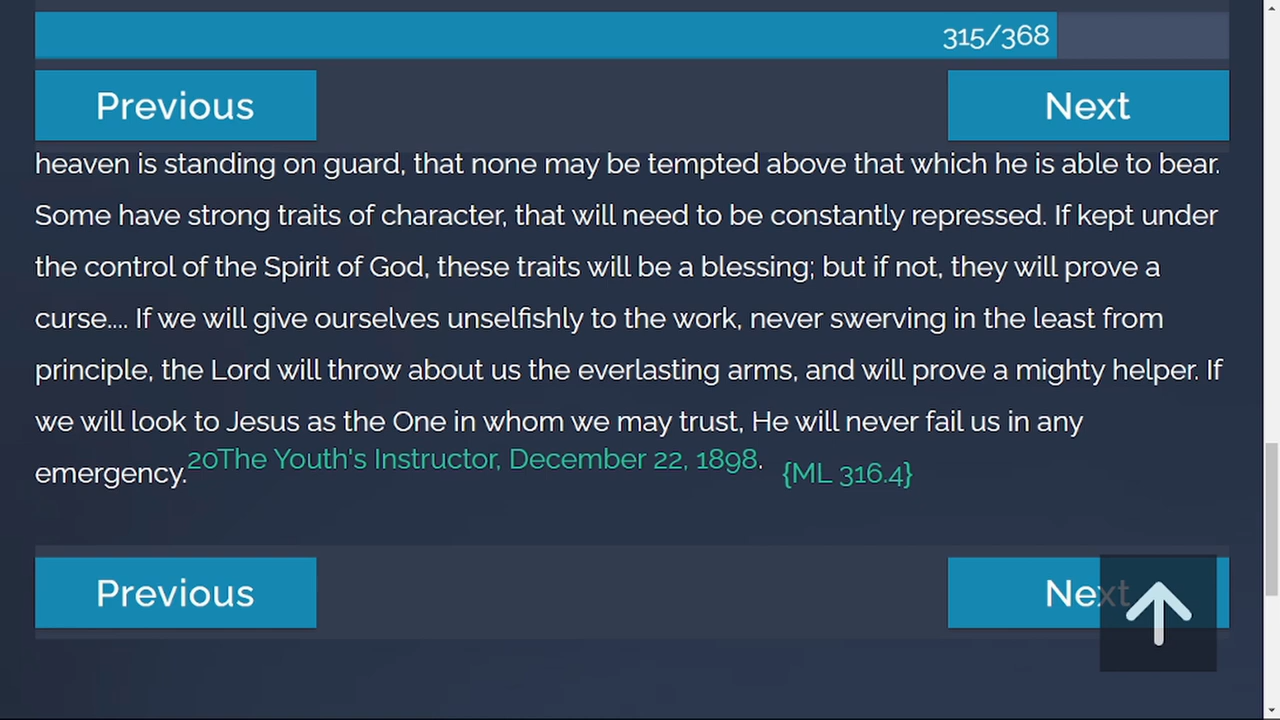 315/368
Previous
Next
heaven is standing on guard, that none may be tempted above that which he is able to bear.
Some have strong traits of character, that will need to be constantly repressed. If kept under
the control of the Spirit of God, these traits will be a blessing; but if not, they will prove a
curse.... If we will give ourselves unselfishly to the work, never swerving in the least from
principle, the Lord will throw about us the everlasting arms, and will prove a mighty helper. If
we will look to Jesus as the One in whom we may trust, He will never fail us in any
emergency.20The Youth's Instructor, December 22, 1898. {ML 316.4}
Previous
Next